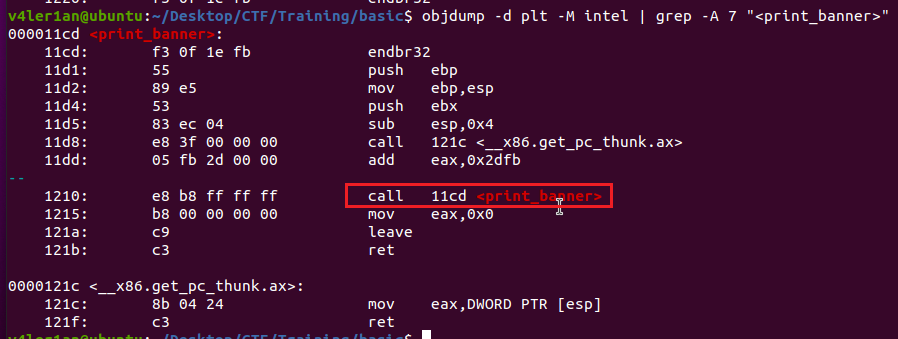 v4ler1an@ubuntu:~/Desktop/CTF/Training/basic$ objdump -d plt -M intel | grep -A 7 "<print_banner>"
000011cd <print_banner>:
    11cd:       f3 0f 1e fb             endbr32
    11d1:       55                      push   ebp
    11d2:       89 e5                   mov    ebp,esp
    11d4:       53                      push   ebx
    11d5:       83 ec 04                sub    esp,0x4
    11d8:       e8 3f 00 00 00          call   121c <__x86.get_pc_thunk.ax>
    11dd:       05 fb 2d 00 00          add    eax,0x2dfb
--
    1210:       e8 b8 ff ff ff          call   11cd <print_banner>
    1215:       b8 00 00 00 00          mov    eax,0x0
    121a:       c9                      leave
    121b:       c3                      ret
0000121c <__x86.get_pc_thunk.ax>:
    121c:       8b 04 24                mov    eax,DWORD PTR [esp]
    121f:       c3                      ret
v4ler1an@ubuntu:~/Desktop/CTF/Training/basic$